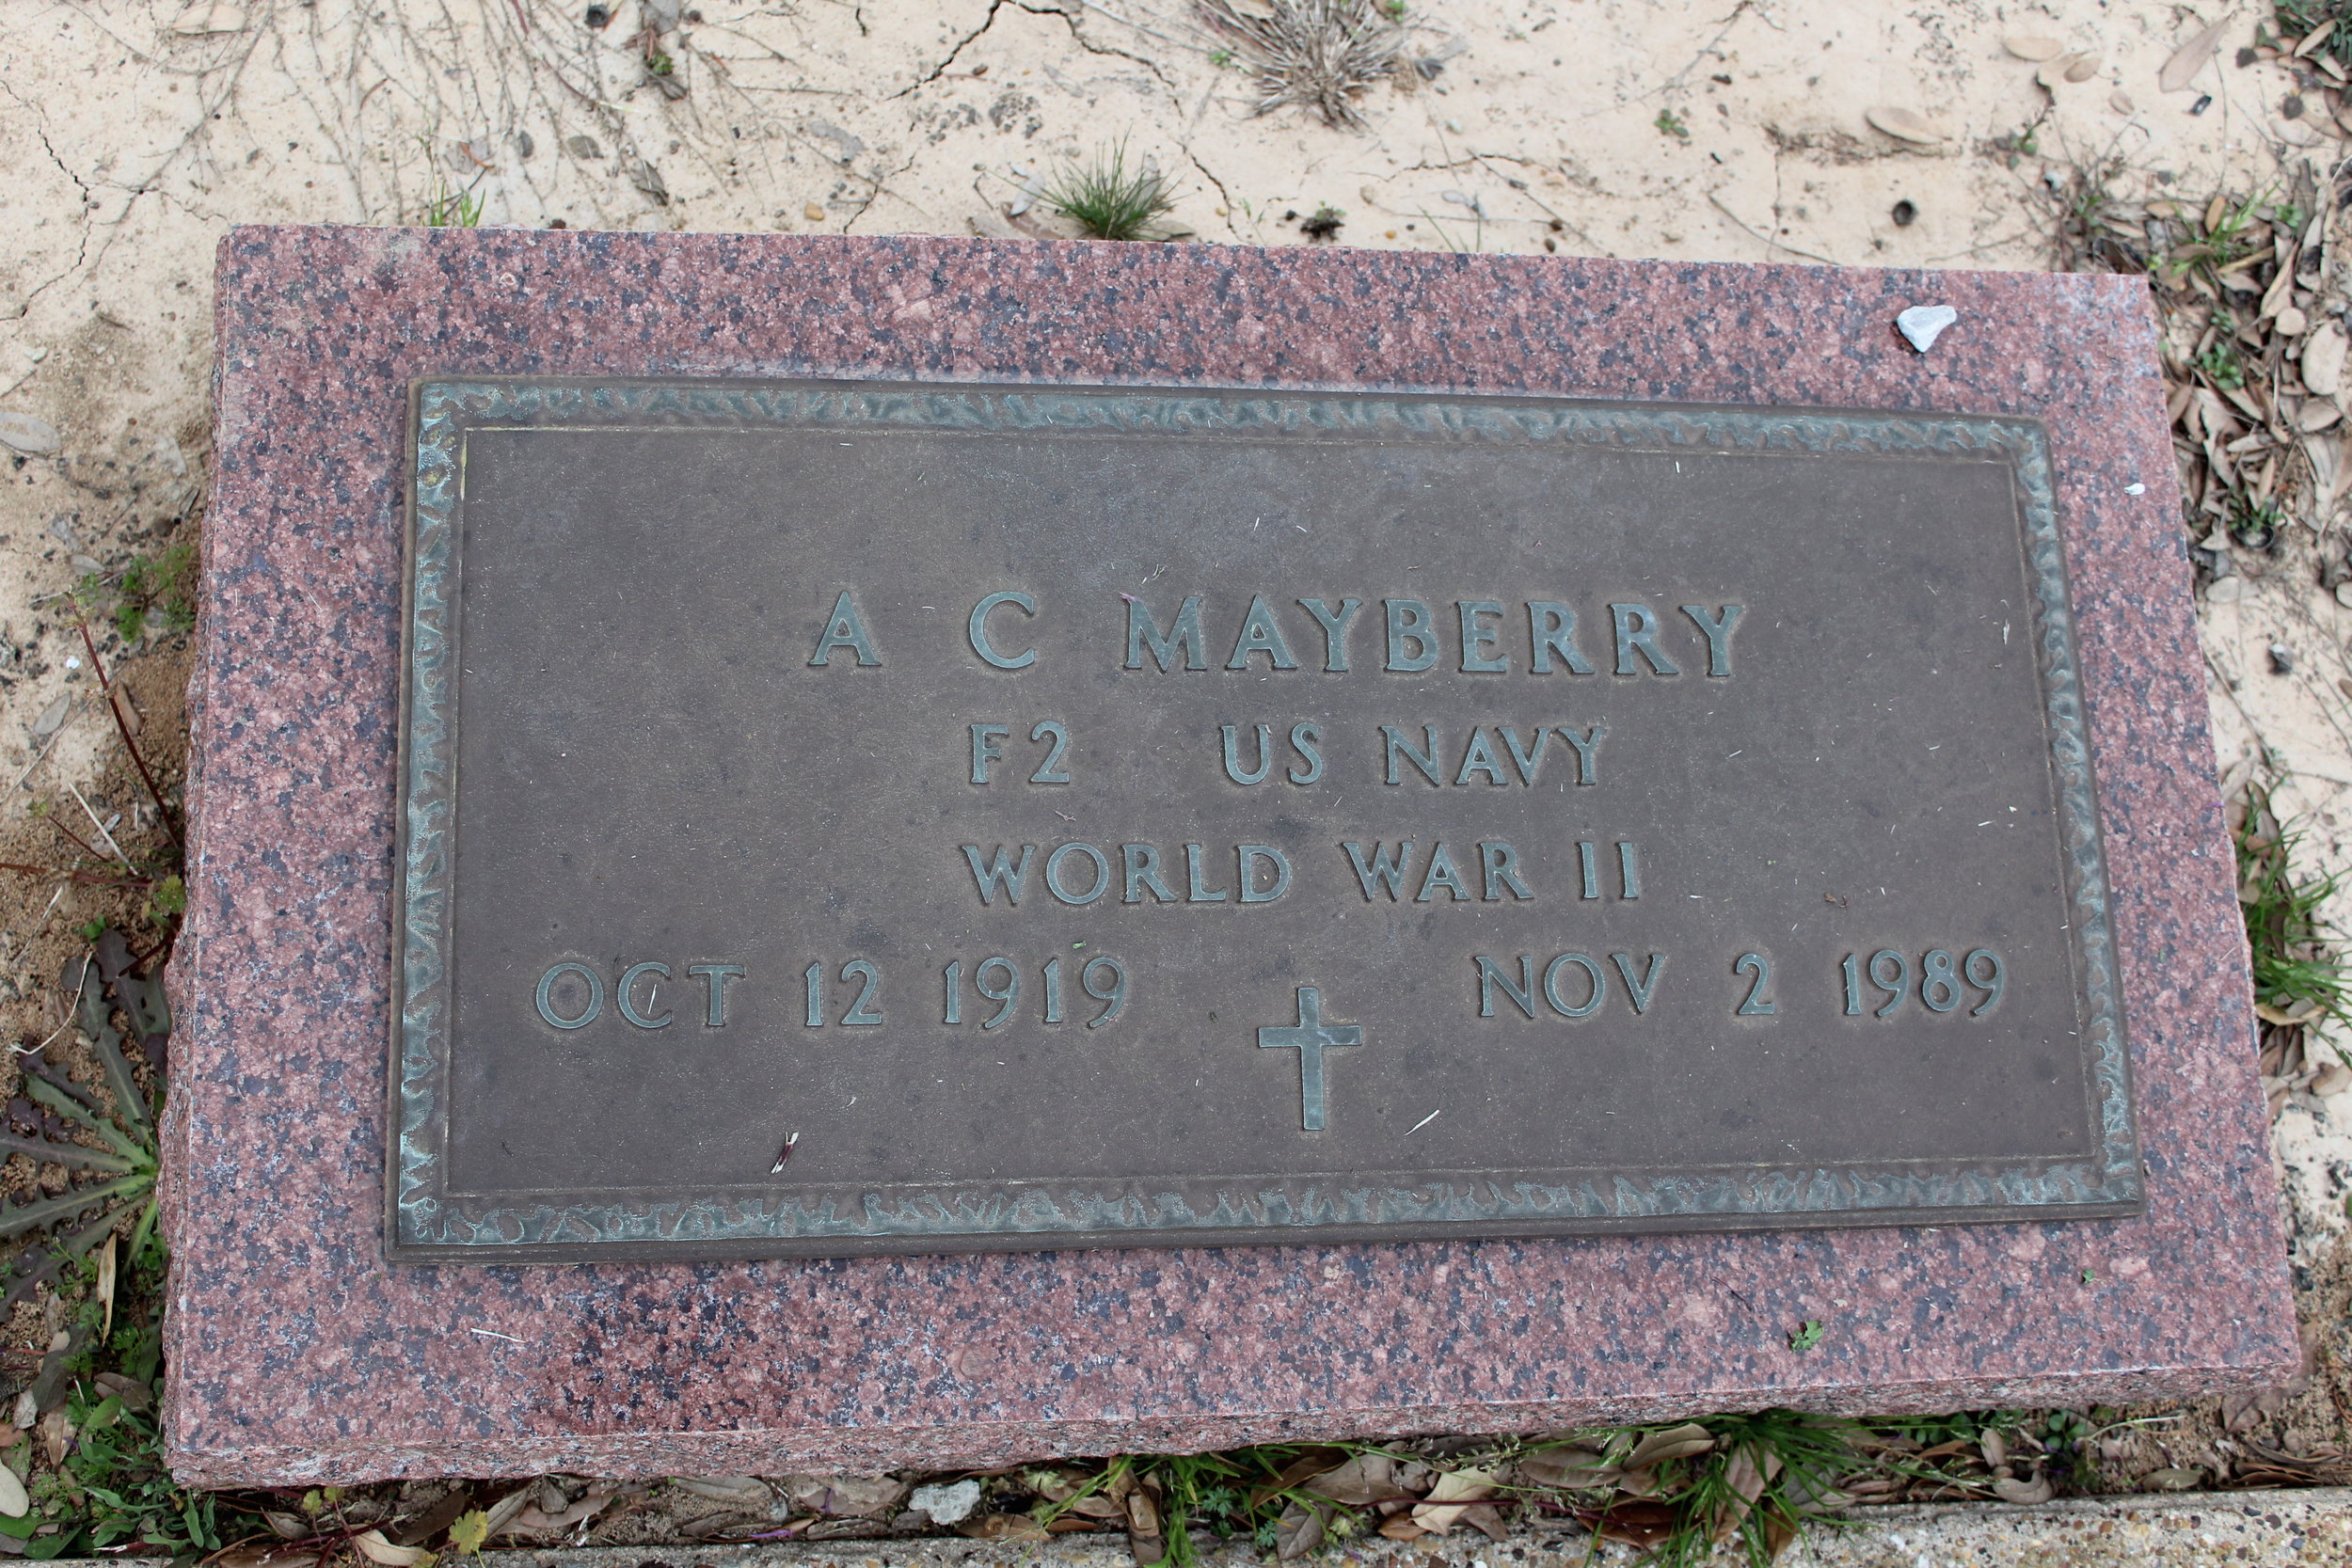 A C MAYBERRY
F2 US NAVY
WORLD WAR II
OCT 12 1919 NOV 2 1989